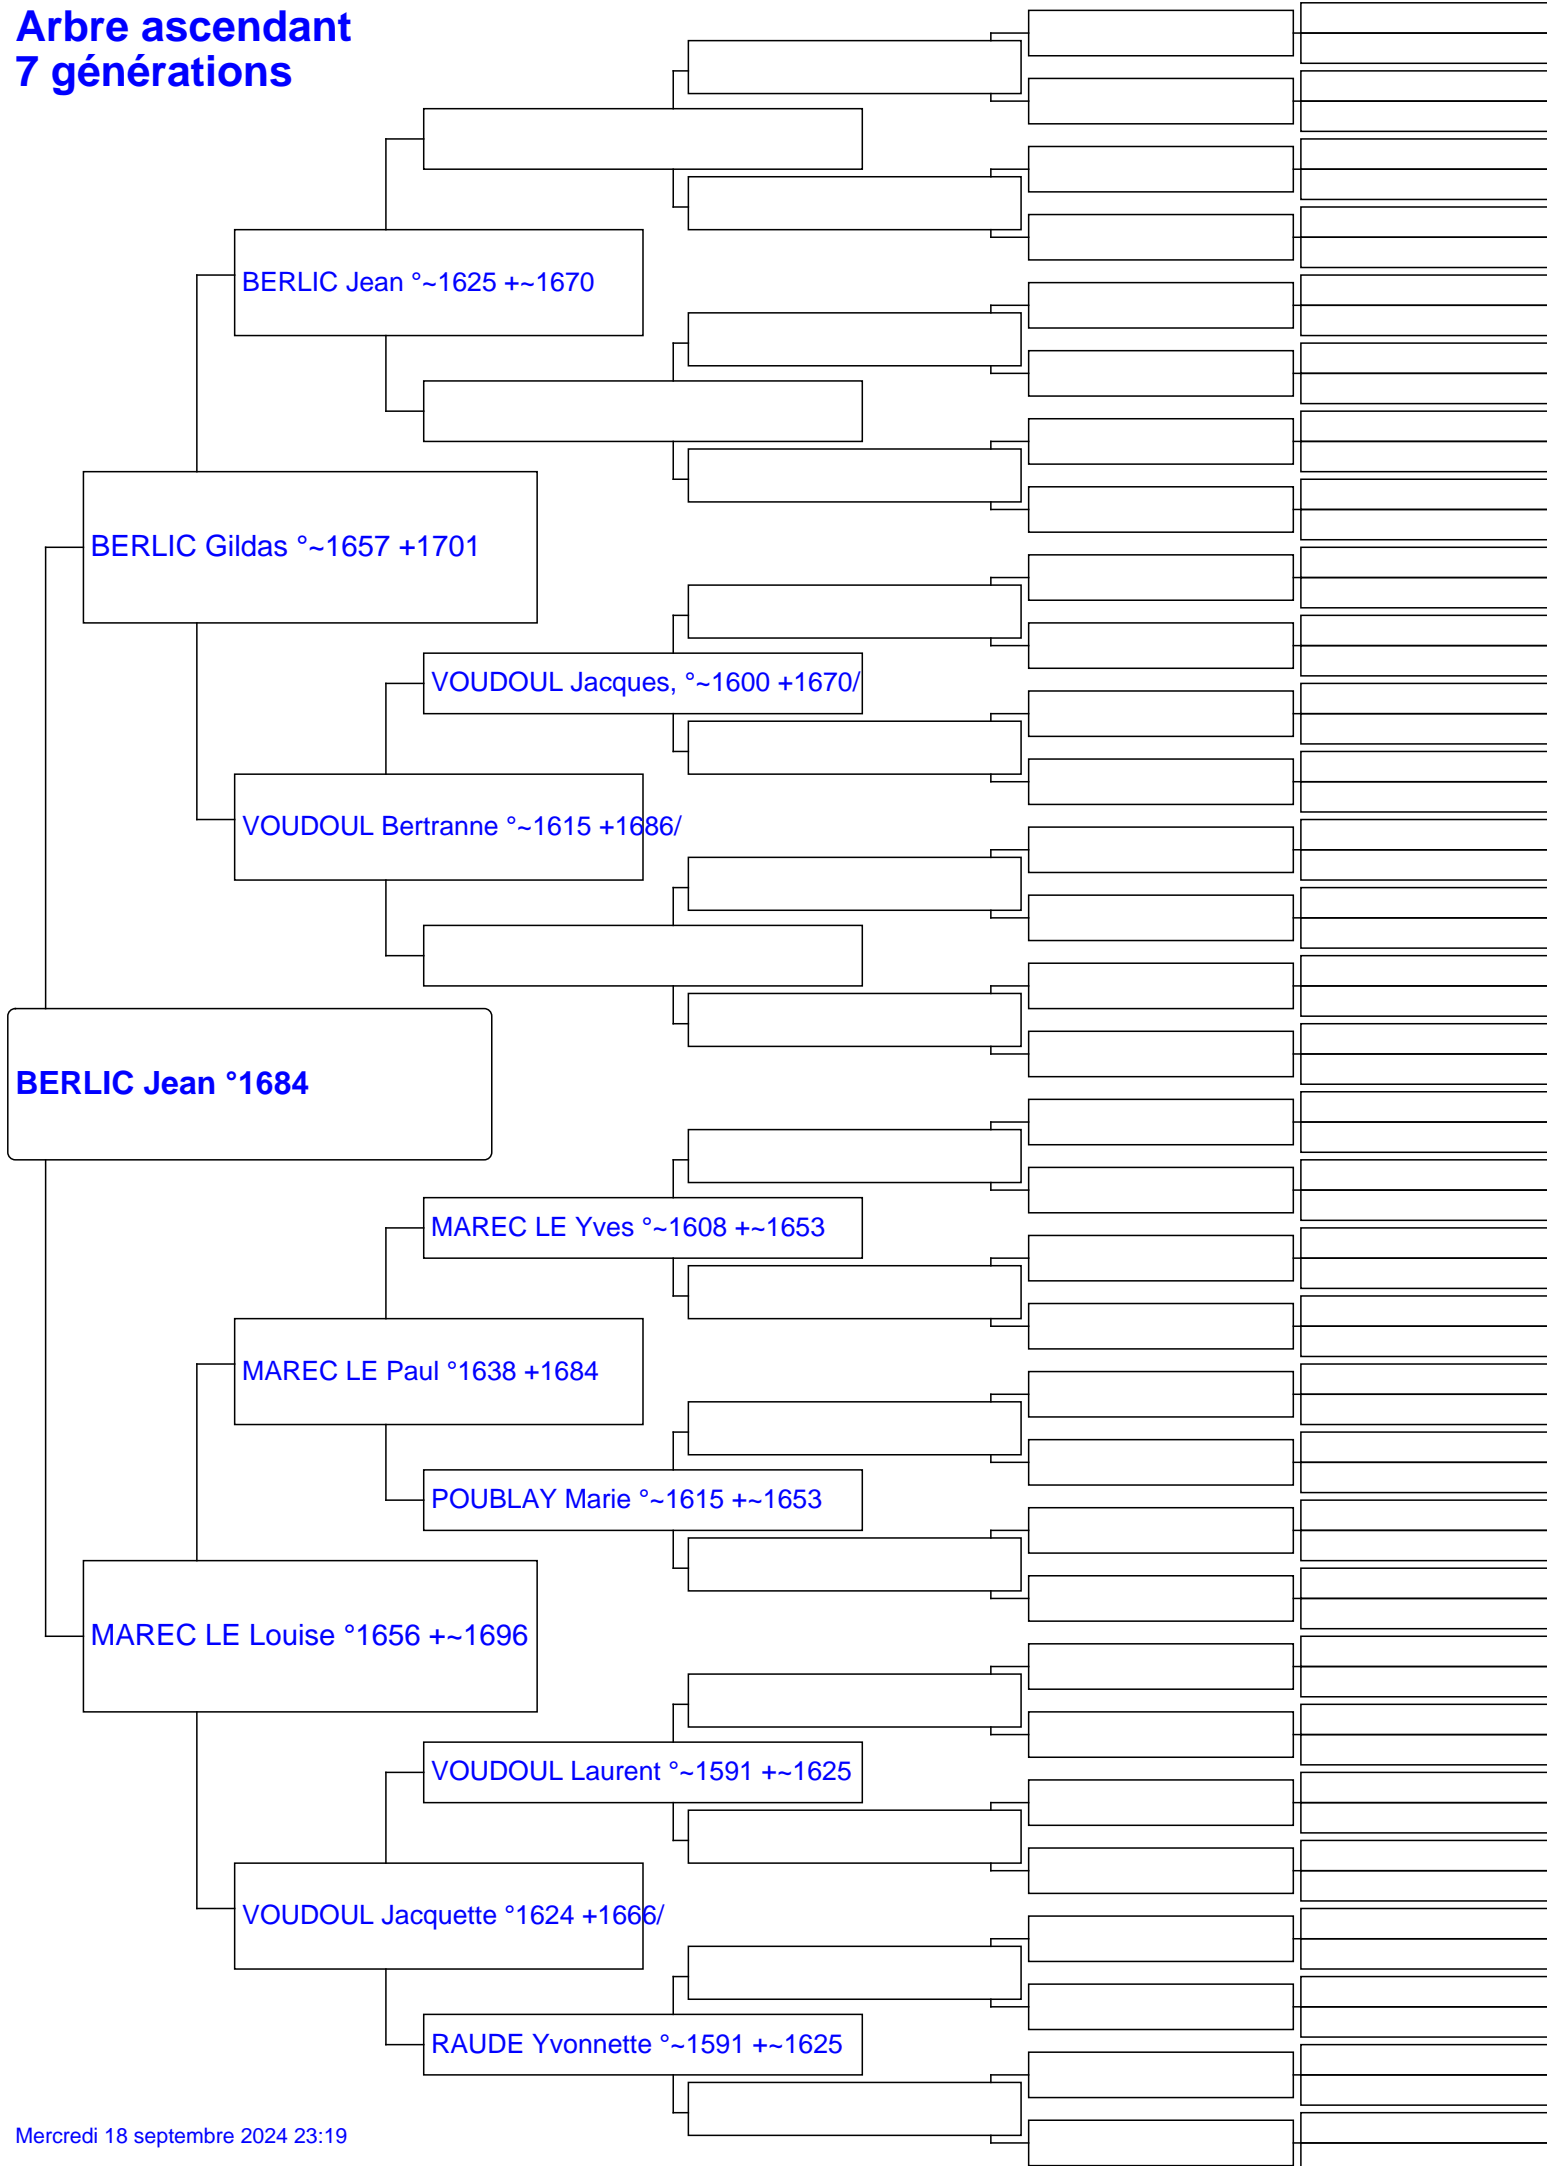 Arbre ascendant
7 générations
BERLIC Jean °~1625 +~1670
BERLIC Gildas °~1657 +1701
VOUDOUL Jacques, °~1600 +1670/
VOUDOUL Bertranne °~1615 +1686/
BERLIC Jean °1684
MAREC LE Yves °~1608 +~1653
MAREC LE Paul °1638 +1684
POUBLAY Marie °~1615 +~1653
MAREC LE Louise °1656 +~1696
VOUDOUL Laurent °~1591 +~1625
VOUDOUL Jacquette °1624 +1666/
RAUDE Yvonnette °~1591 +~1625
Mercredi 18 septembre 2024 23:19